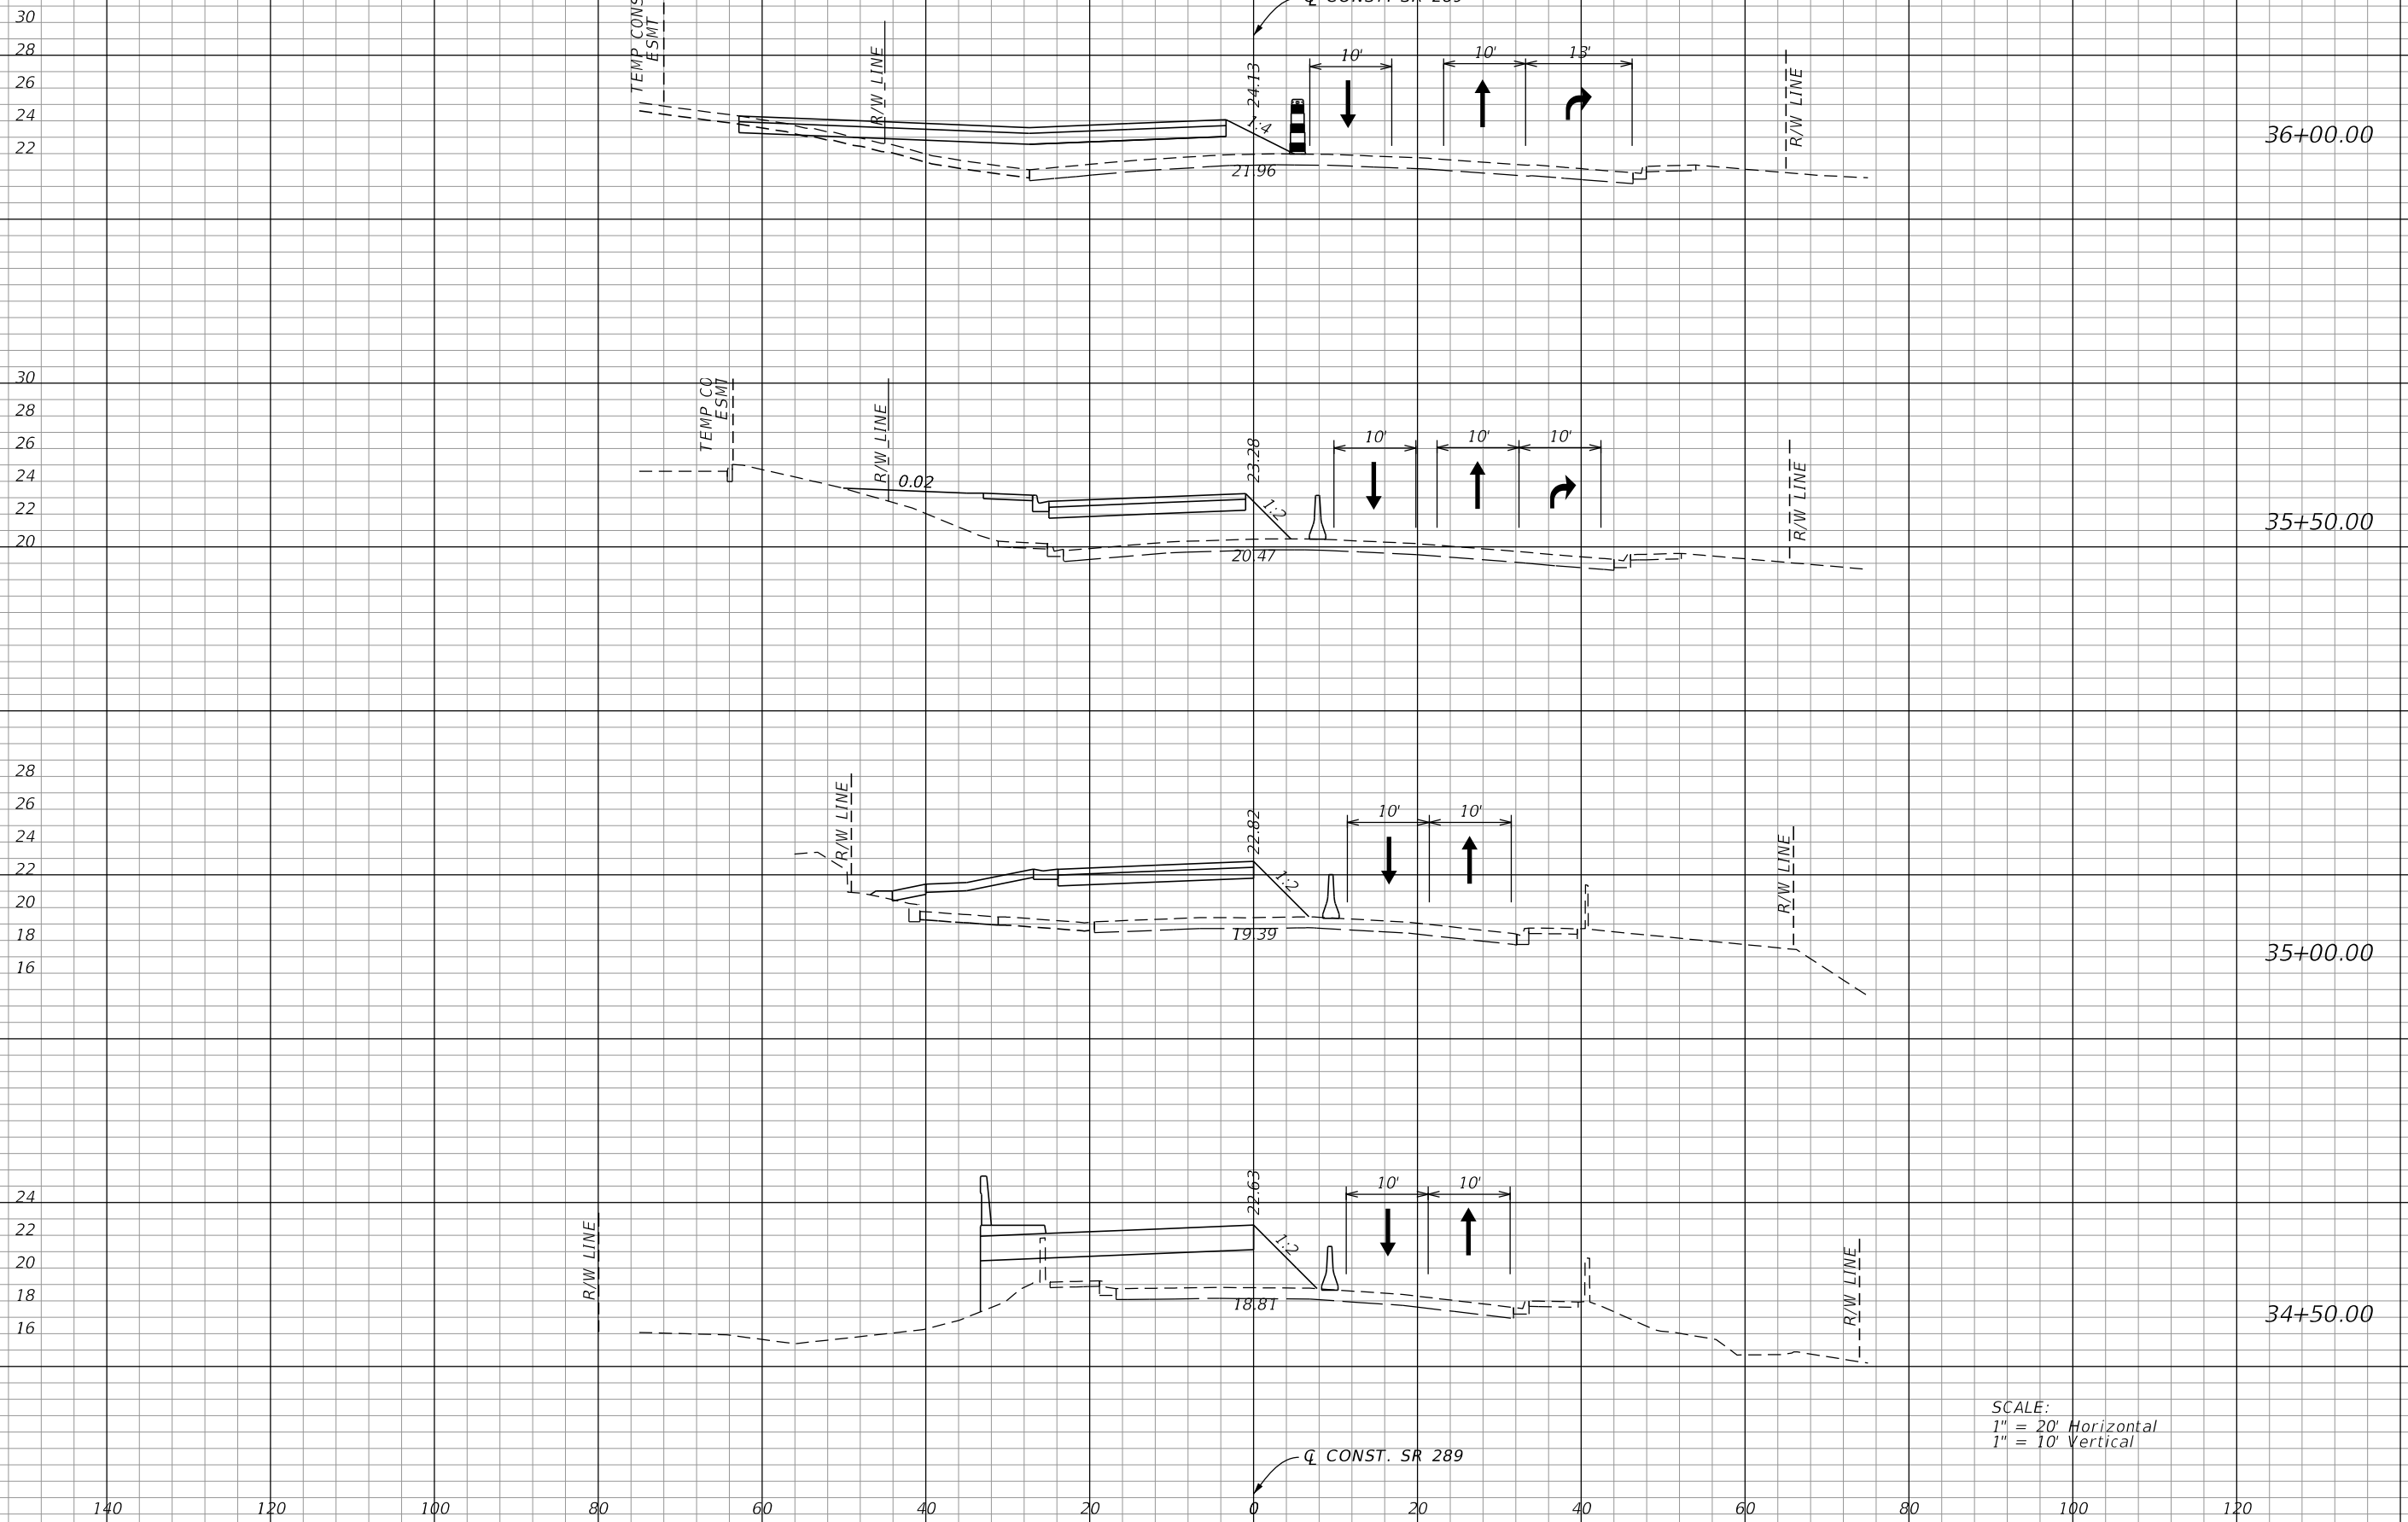 30
28
26
24
22
TEMP CONS
ESMT
R/W LINE
℄ CONST. SR 289
24.13
10'
10'
13'
1:4
21.96
R/W LINE
36+00.00
30
28
26
24
22
20
TEMP CO
ESMT
R/W LINE
0.02
23.28
10'
10'
10'
1:2
20.47
R/W LINE
35+50.00
28
26
24
22
20
18
16
R/W LINE
22.82
10'
10'
1:2
19.39
R/W LINE
35+00.00
24
22
20
18
16
R/W LINE
22.63
10'
10'
1:2
18.81
R/W LINE
34+50.00
SCALE:
1" = 20' Horizontal
1" = 10' Vertical
℄ CONST. SR 289
140 120 100 80 60 40 20 0 20 40 60 80 100 120